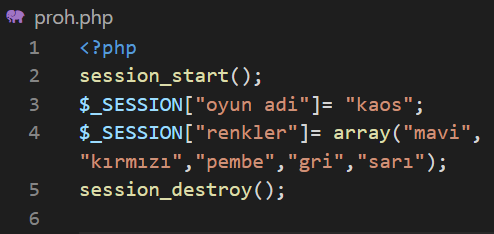 proh.php
1 <?php
2 session_start();
3 $_SESSION["oyun adi"]= "kaos";
4 $_SESSION["renkler"]= array("mavi",
"kırmızı","pembe","gri","sarı");
5 session_destroy();
6